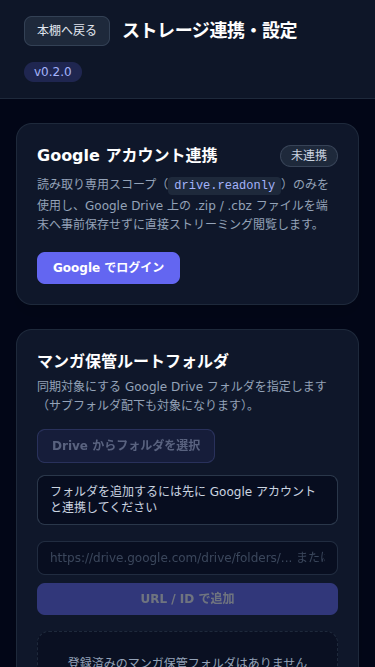 本棚へ戻る ストレージ連携・設定
v0.2.0
Google アカウント連携 未連携
読み取り専用スコープ（drive.readonly）のみを
使用し、Google Drive 上の .zip / .cbz ファイルを端
末へ事前保存せずに直接ストリーミング閲覧します。
Google でログイン
マンガ保管ルートフォルダ
同期対象にする Google Drive フォルダを指定します
（サブフォルダ配下も対象になります）。
Drive からフォルダを選択
フォルダを追加するには先に Google アカウント
と連携してください
https://drive.google.com/drive/folders/... また
URL / ID で追加
登録済みのマンガ保管フォルダはありません